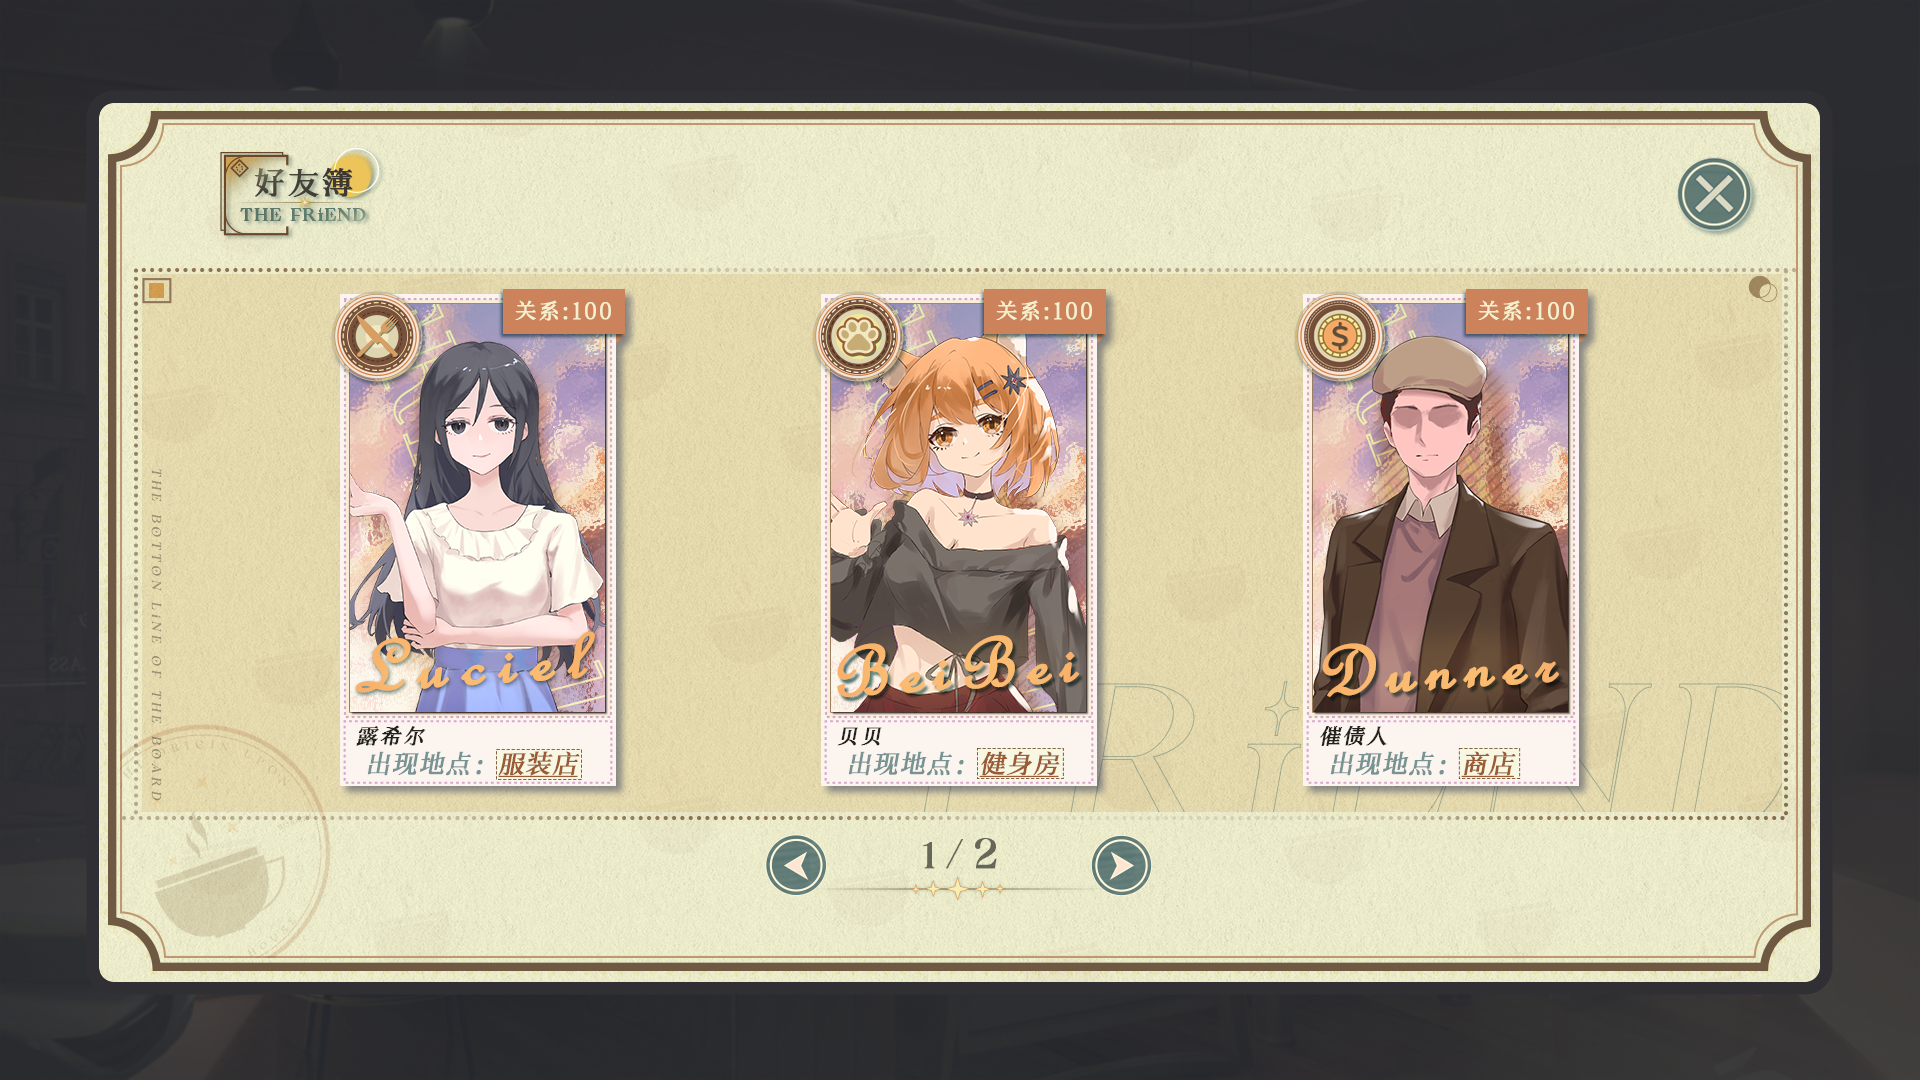 好友簿
THE FRiEND
关系:100
关系:100
关系:100
Luciel
BeiBei
Dunner
露希尔
出现地点：服装店
贝贝
出现地点：健身房
催债人
出现地点：商店
THE BOTTON LiNE OF THE BOARD
FRiEND
1/2